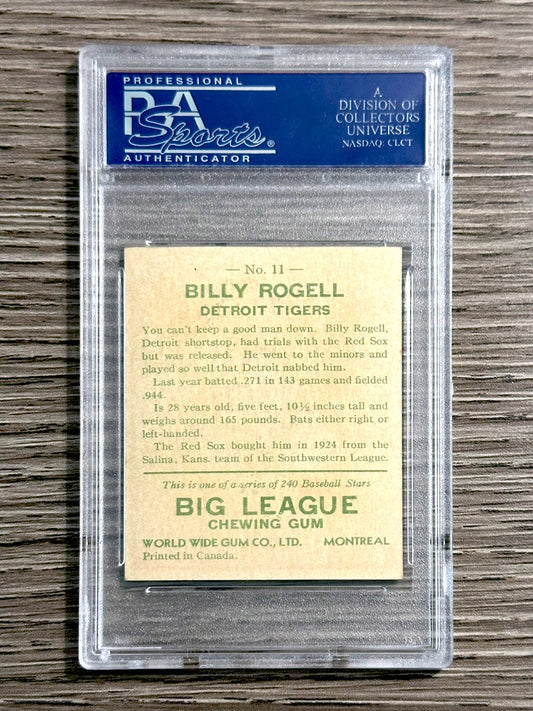 PROFESSIONAL
PSA
Sports®
AUTHENTICATOR
A
DIVISION OF
COLLECTORS
UNIVERSE
NASDAQ: CLCT
— No. 11 —
BILLY ROGELL
DETROIT TIGERS
You can't keep a good man down. Billy Rogell,
Detroit shortstop, had trials with the Red Sox
but was released. He went to the minors and
played so well that Detroit nabbed him.
Last year batted .271 in 143 games and fielded
.944.
Is 28 years old, five feet, 10½ inches tall and
weighs around 165 pounds. Bats either right or
left-handed.
The Red Sox bought him in 1924 from the
Salina, Kans. team of the Southwestern League.
This is one of a series of 240 Baseball Stars
BIG LEAGUE
CHEWING GUM
WORLD WIDE GUM CO., LTD. MONTREAL
Printed in Canada.